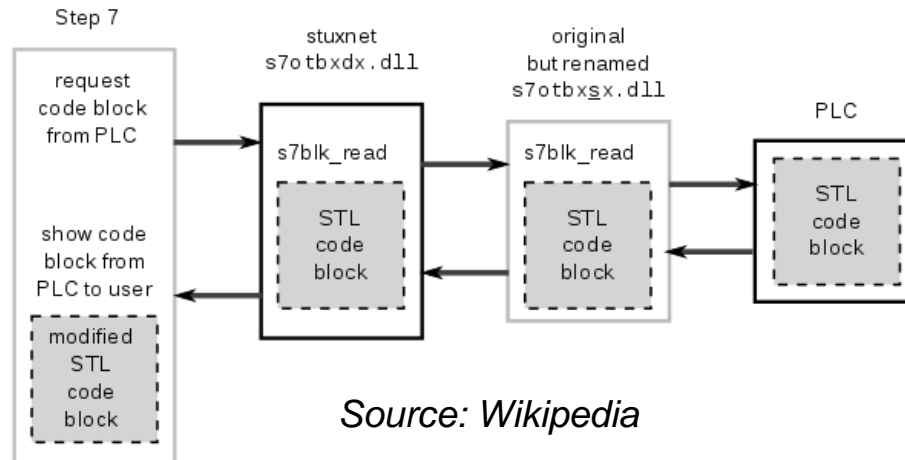 Step 7
request
code block
from PLC
show code
block from
PLC to user
modified
STL
code
block
stuxnet
s7otbxdx.dll
s7blk_read
STL
code
block
original
but renamed
s7otbxsx.dll
s7blk_read
STL
code
block
PLC
STL
code
block
Source: Wikipedia